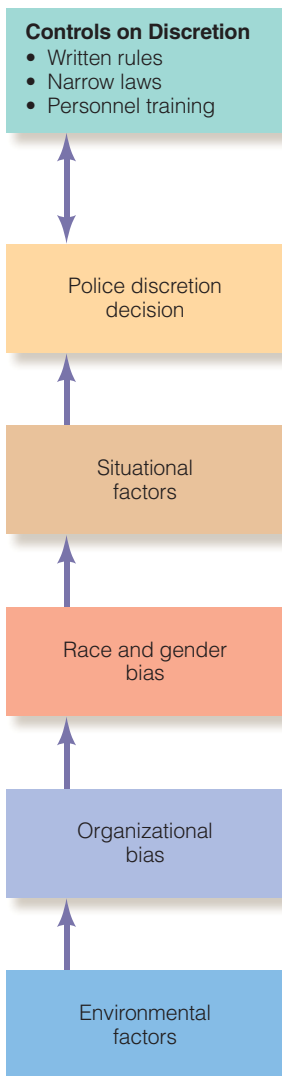 Controls on Discretion
• Written rules
• Narrow laws
• Personnel training
Police discretion
decision
Situational
factors
Race and gender
bias
Organizational
bias
Environmental
factors